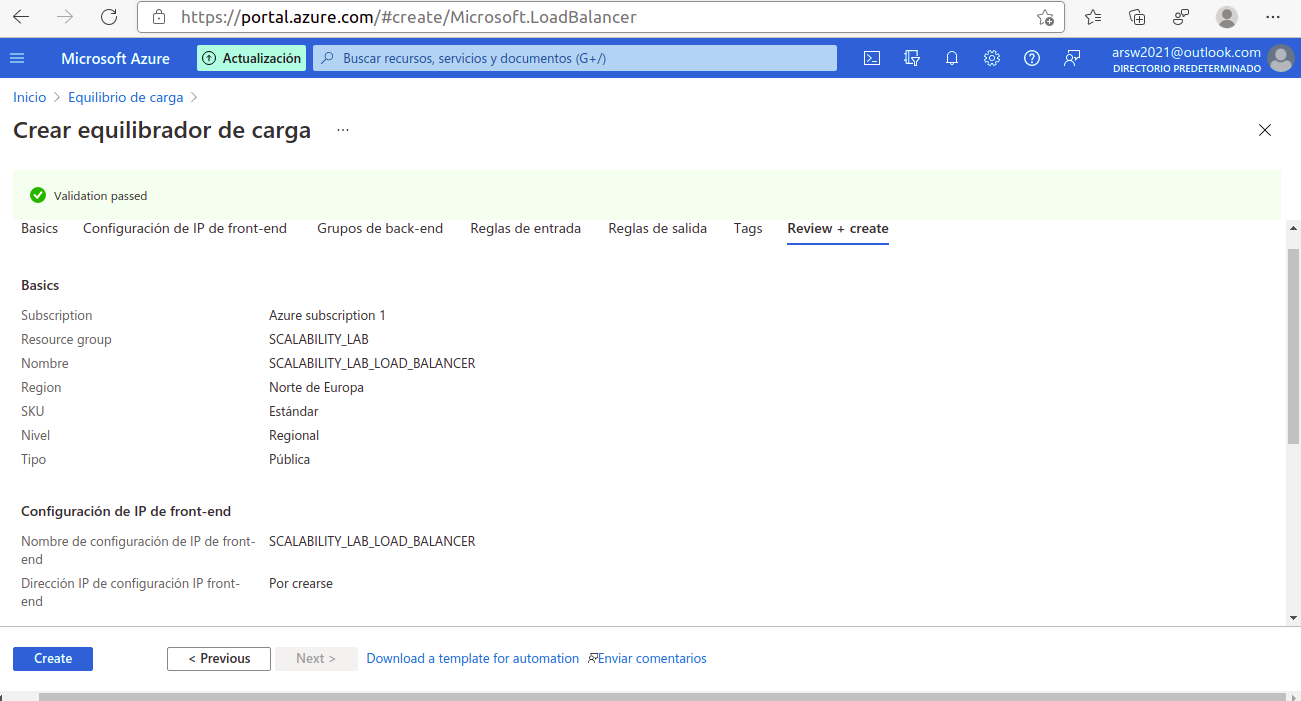 https://portal.azure.com/#create/Microsoft.LoadBalancer
Microsoft Azure
Actualización
Buscar recursos, servicios y documentos (G+/)
arsw2021@outlook.com
DIRECTORIO PREDETERMINADO
Inicio > Equilibrio de carga >
Crear equilibrador de carga ...
Validation passed
Basics Configuración de IP de front-end Grupos de back-end Reglas de entrada Reglas de salida Tags Review + create
Basics
Subscription Azure subscription 1
Resource group SCALABILITY_LAB
Nombre SCALABILITY_LAB_LOAD_BALANCER
Region Norte de Europa
SKU Estándar
Nivel Regional
Tipo Pública
Configuración de IP de front-end
Nombre de configuración de IP de front- SCALABILITY_LAB_LOAD_BALANCER
end
Dirección IP de configuración IP front- Por crearse
end
Create < Previous Next > Download a template for automation Enviar comentarios